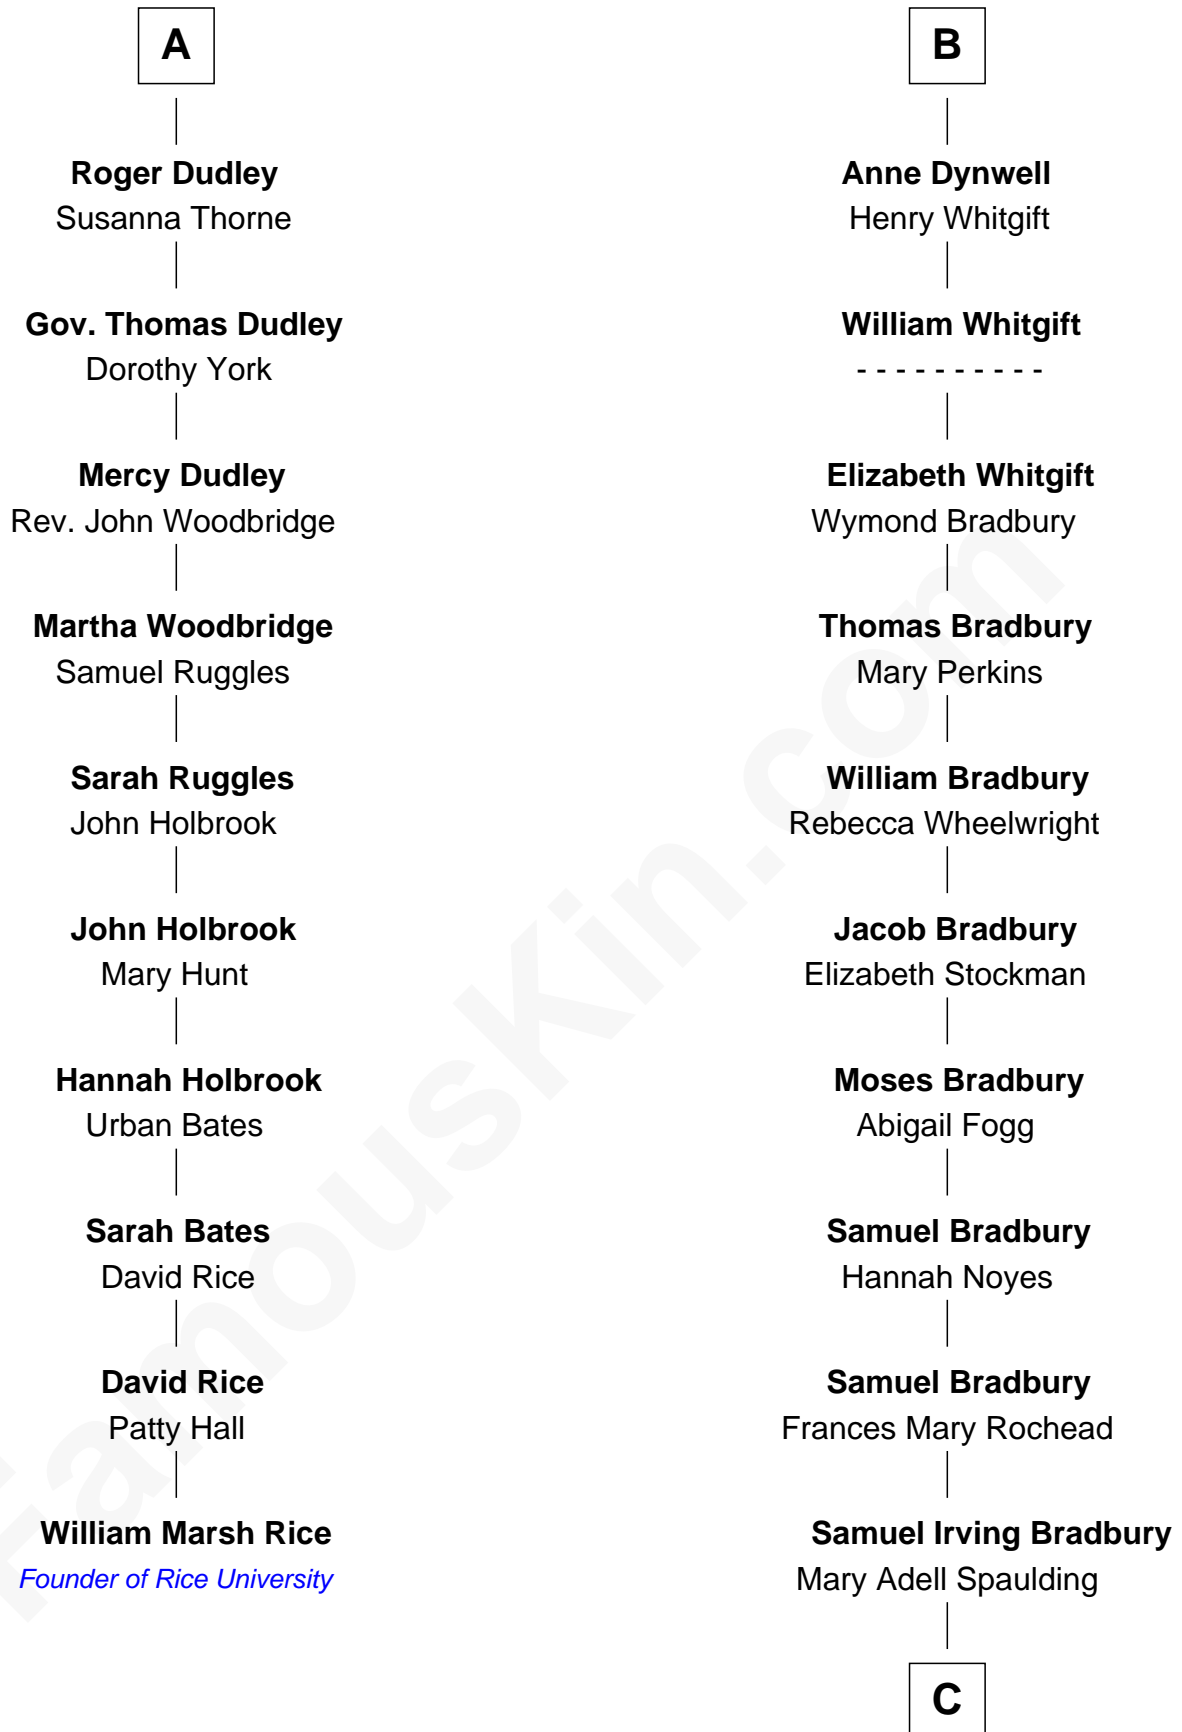 A
Roger Dudley
Susanna Thorne
Gov. Thomas Dudley
Dorothy York
Mercy Dudley
Rev. John Woodbridge
Martha Woodbridge
Samuel Ruggles
Sarah Ruggles
John Holbrook
John Holbrook
Mary Hunt
Hannah Holbrook
Urban Bates
Sarah Bates
David Rice
David Rice
Patty Hall
William Marsh Rice
Founder of Rice University
B
Anne Dynwell
Henry Whitgift
William Whitgift
- - - - - - - - - -
Elizabeth Whitgift
Wymond Bradbury
Thomas Bradbury
Mary Perkins
William Bradbury
Rebecca Wheelwright
Jacob Bradbury
Elizabeth Stockman
Moses Bradbury
Abigail Fogg
Samuel Bradbury
Hannah Noyes
Samuel Bradbury
Frances Mary Rochead
Samuel Irving Bradbury
Mary Adell Spaulding
C
FamousKin.com